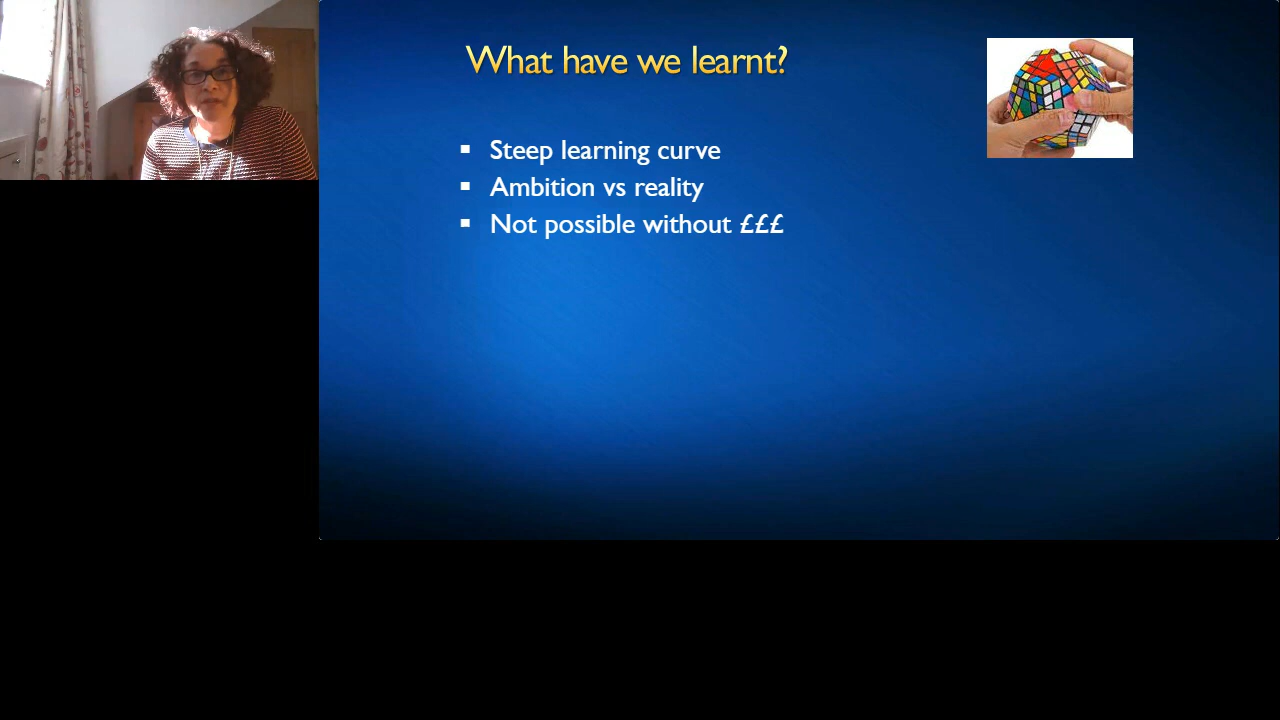 What have we learnt?
▪ Steep learning curve
▪ Ambition vs reality
▪ Not possible without £££